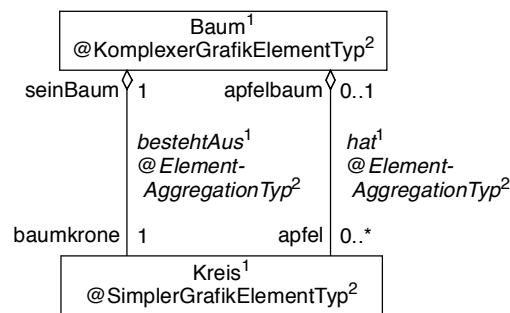 Baum¹
@KomplexerGrafikElementTyp²
seinBaum 1 apfelbaum 0..1
bestehtAus¹ hat¹
@Element- @Element-
AggregationTyp² AggregationTyp²
baumkrone 1 apfel 0..*
Kreis¹
@SimplerGrafikElementTyp²